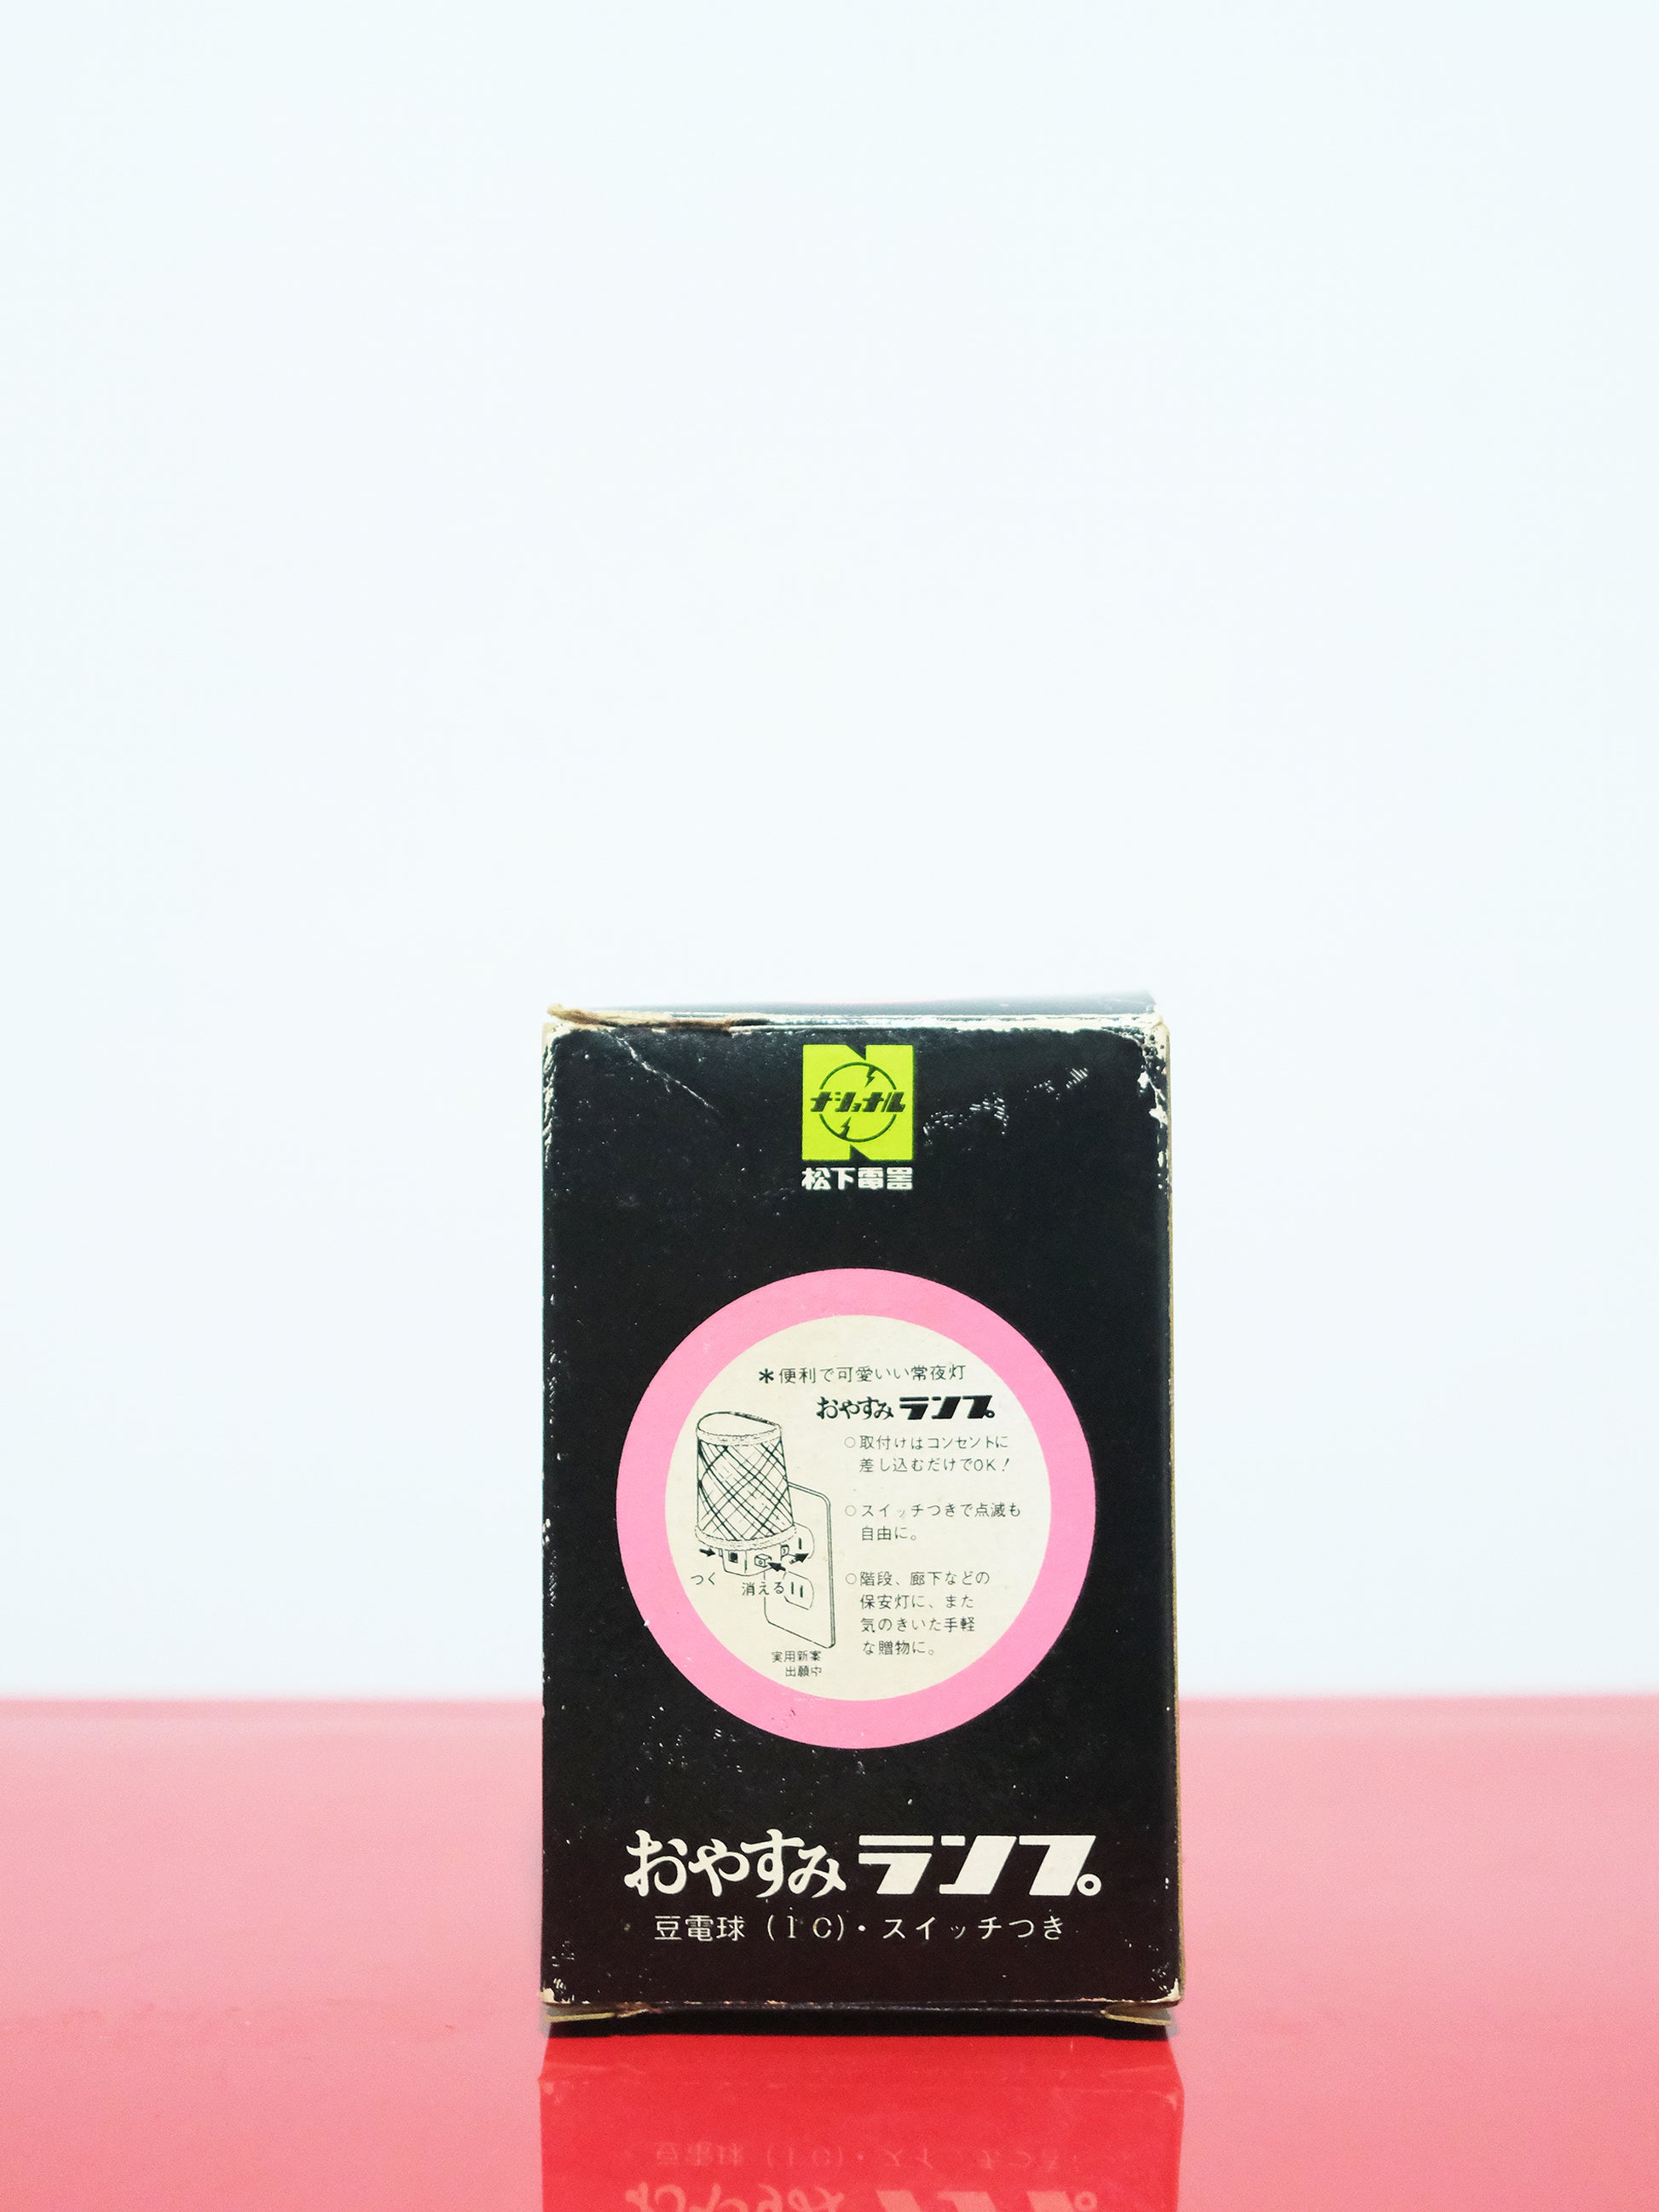 ナショナル
松下電器
*便利で可愛いい常夜灯
おやすみランプ
○取付けはコンセントに
差し込むだけでOK!
○スイッチつきで点滅も
自由に。
○階段、廊下などの
保安灯に、また
気のきいた手軽
な贈物に。
つく
消える
実用新案
出願中
おやすみランプ
豆電球(1C)・スイッチつき